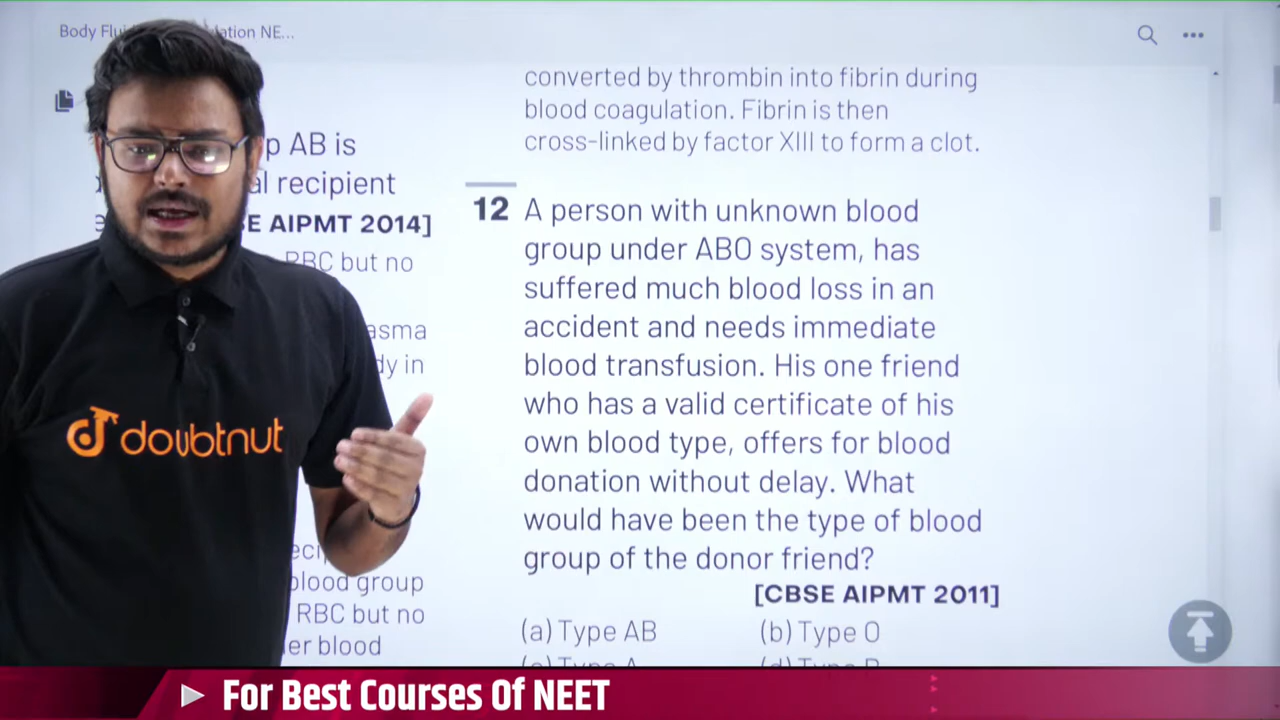 Body Flu
ation NE...
converted by thrombin into fibrin during
blood coagulation. Fibrin is then
cross-linked by factor XIII to form a clot.
p AB is
al recipient
SE AIPMT 2014]
RBC but no
asma
dy in
blood group
RBC but no
er blood
12 A person with unknown blood
group under ABO system, has
suffered much blood loss in an
accident and needs immediate
blood transfusion. His one friend
who has a valid certificate of his
own blood type, offers for blood
donation without delay. What
would have been the type of blood
group of the donor friend?
[CBSE AIPMT 2011]
(a) Type AB (b) Type O
Type A Type B
doubtnut
For Best Courses Of NEET